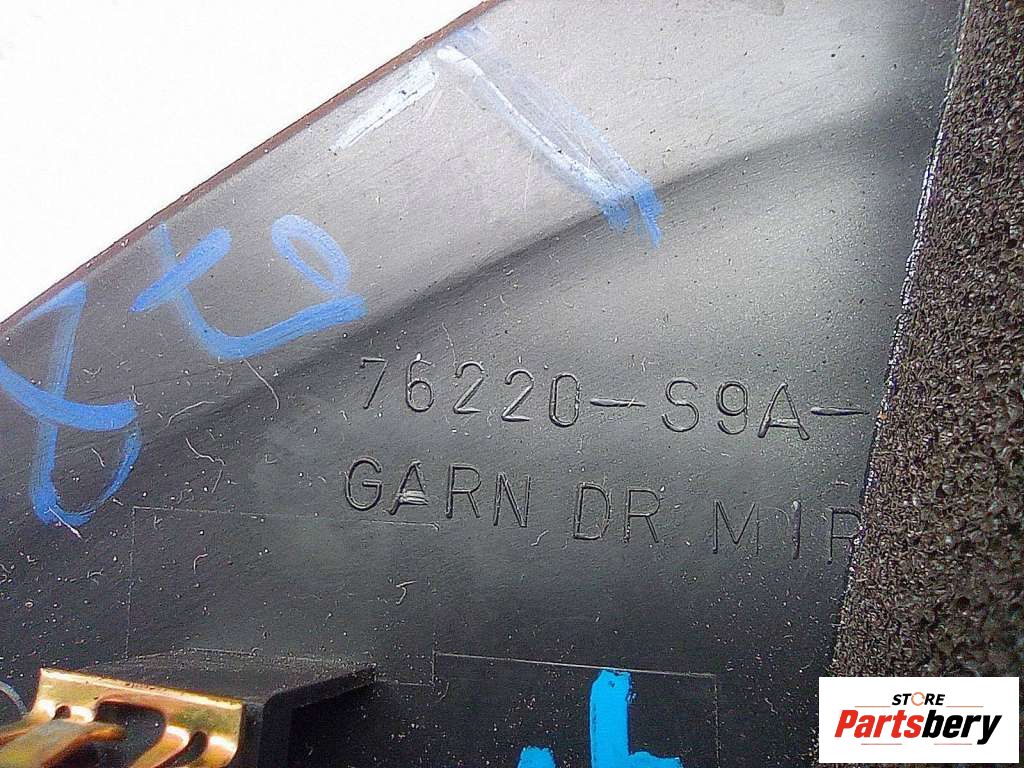 76220-S9A-
GARN DR MIR
STORE
Partsbery